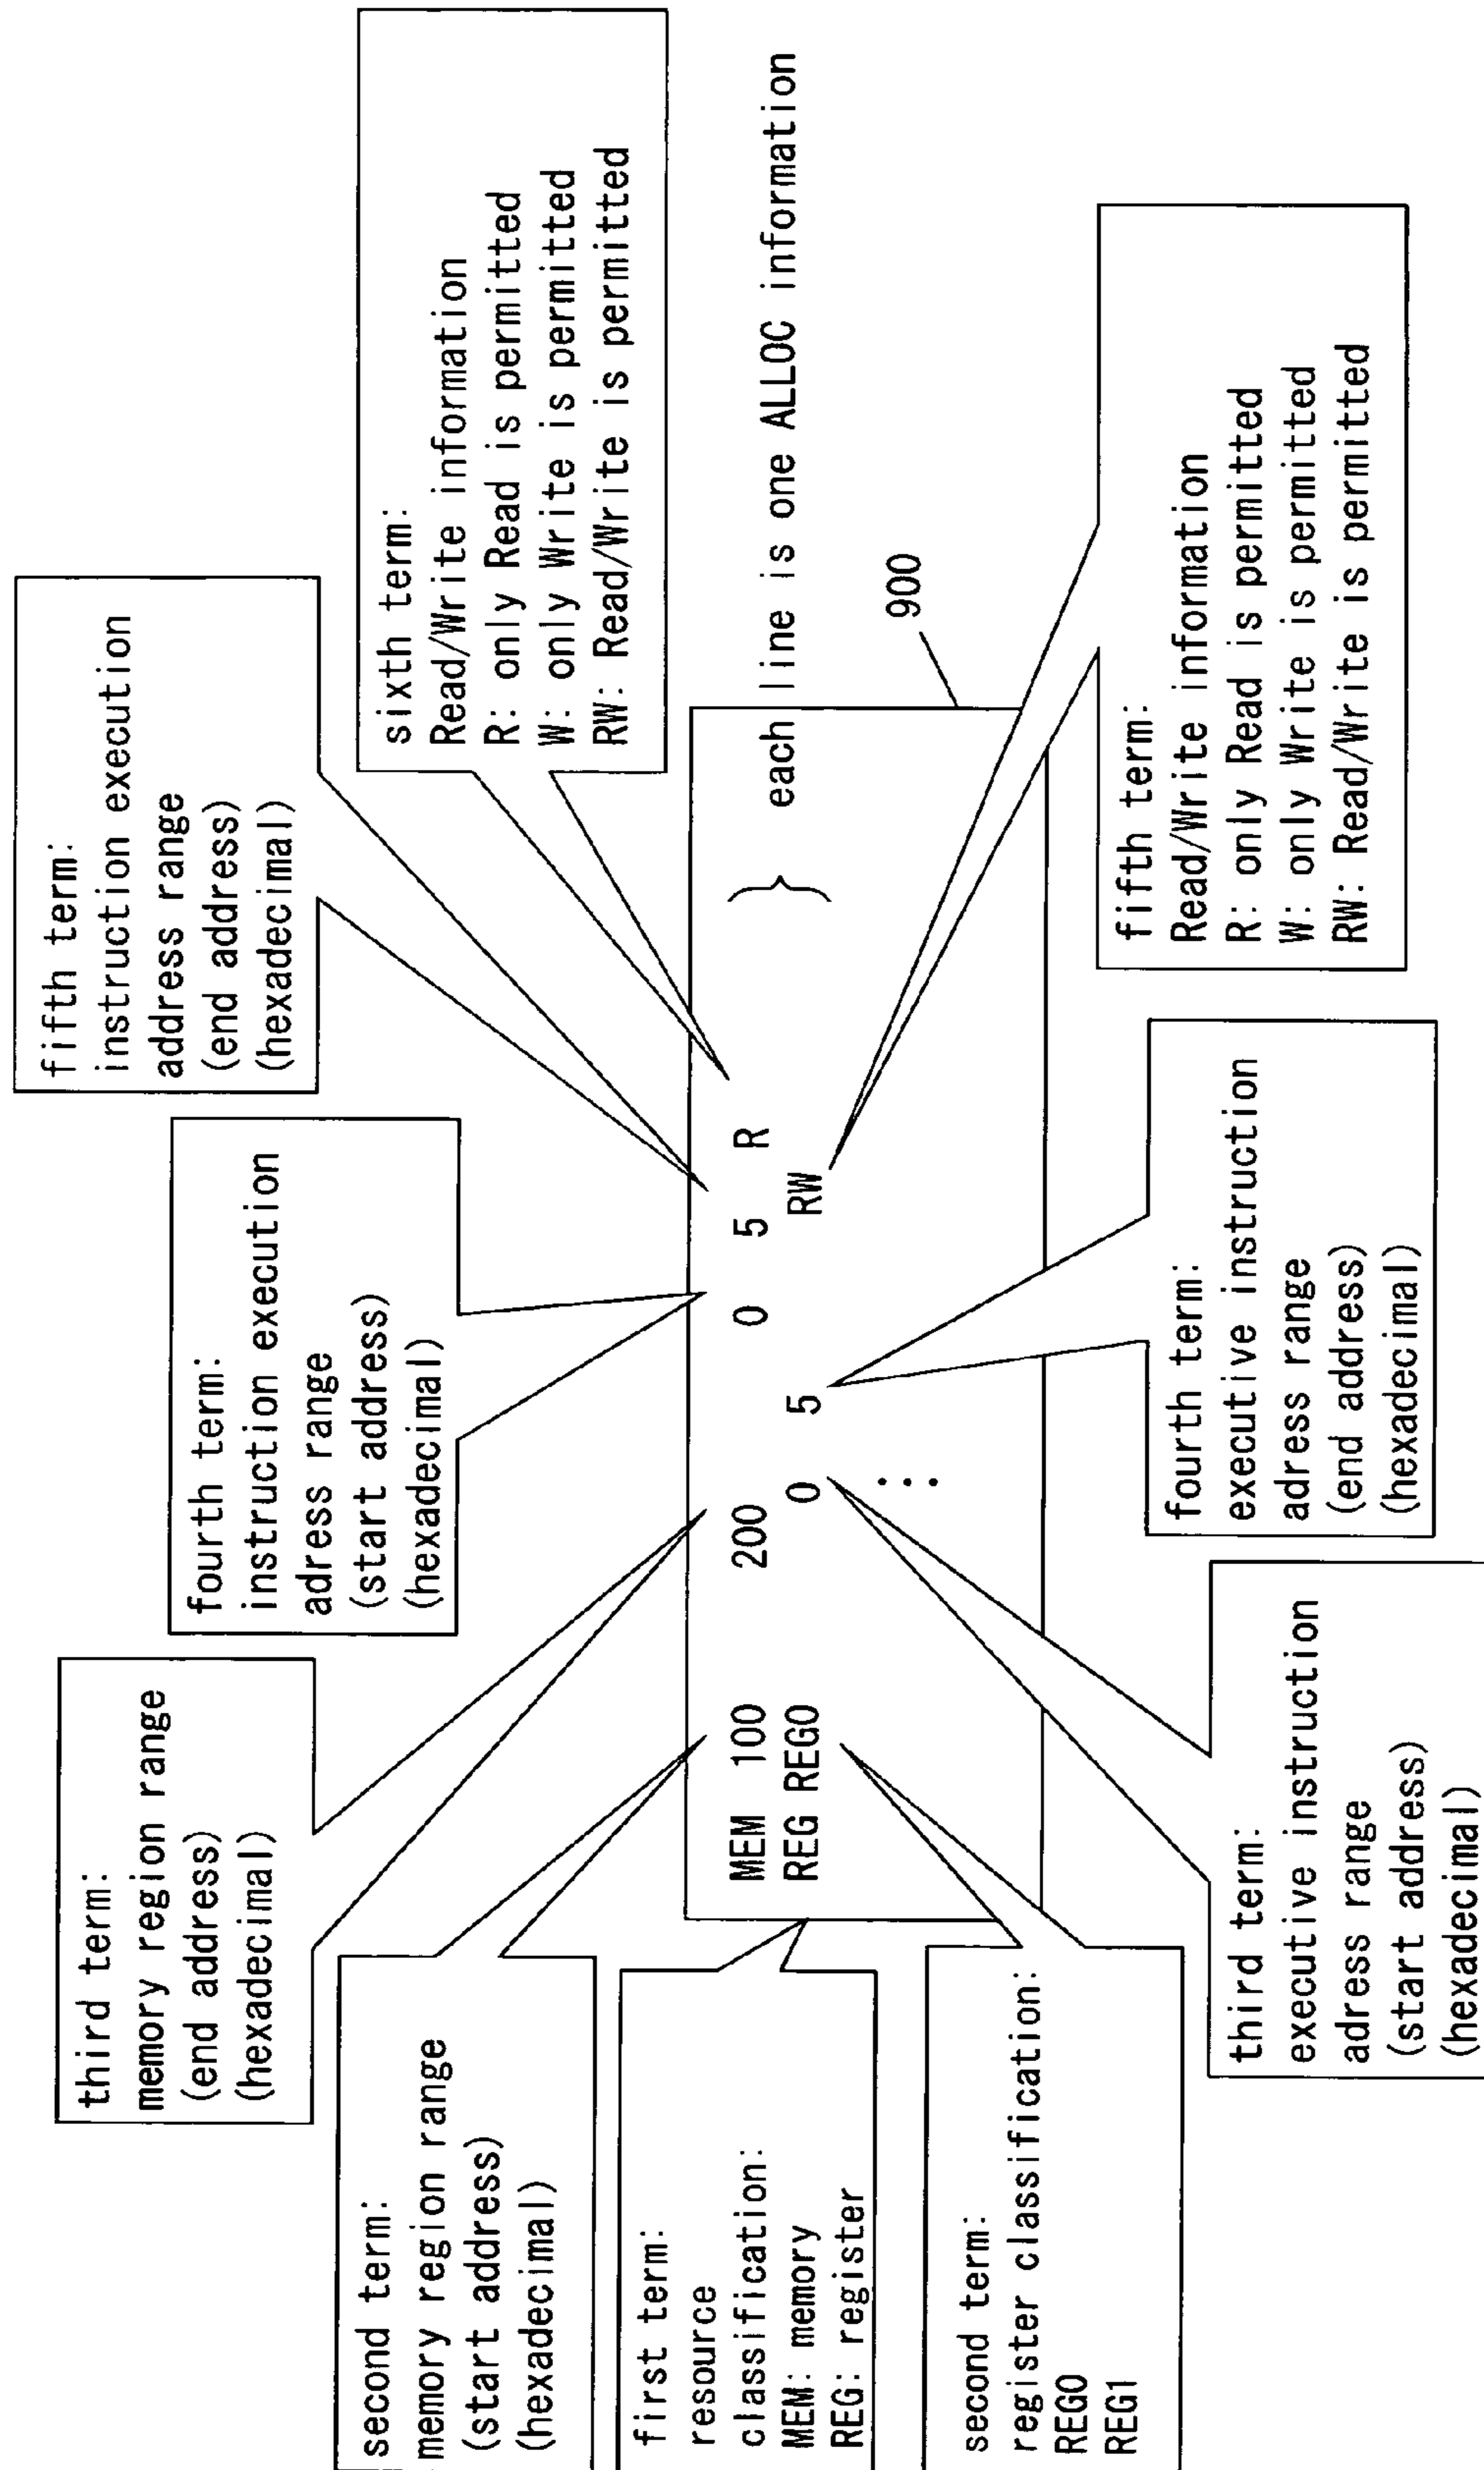 fifth term:
instruction execution
address range
(end address)
(hexadecimal)
fourth term:
instruction execution
adress range
(start address)
(hexadecimal)
third term:
memory region range
(end address)
(hexadecimal)
sixth term:
Read/Write information
R: only Read is permitted
W: only Write is permitted
RW: Read/Write is permitted
second term:
memory region range
(start address)
(hexadecimal)
first term:
resource
classification:
MEM: memory
REG: register
MEM 100 200 0 5 R
REG REG0 0 5 RW
...
each line is one ALLOC information
900
second term:
register classification:
REG0
REG1
third term:
executive instruction
adress range
(start address)
(hexadecimal)
fourth term:
executive instruction
adress range
(end address)
(hexadecimal)
fifth term:
Read/Write information
R: only Read is permitted
W: only Write is permitted
RW: Read/Write is permitted